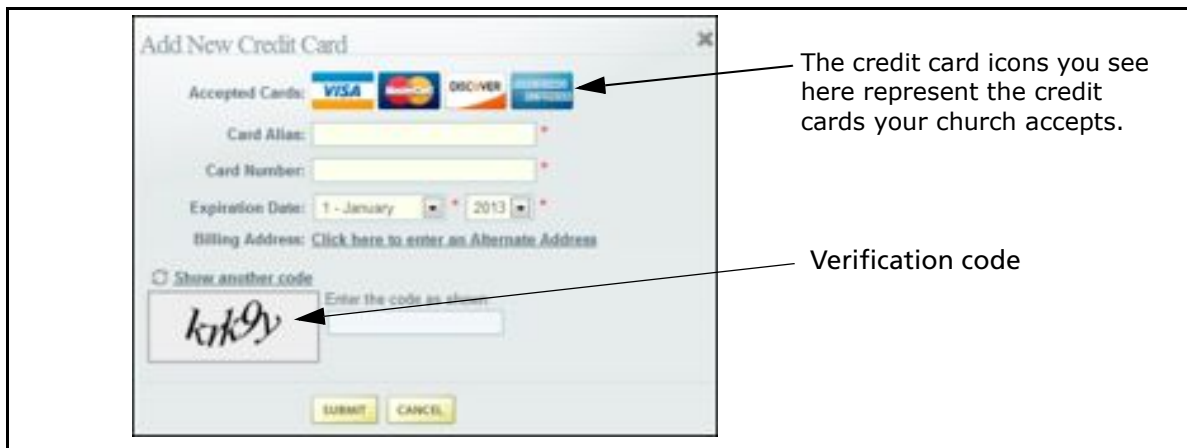 Add New Credit Card
Accepted Cards: VISA MasterCard DISCOVER
Card Alias: *
Card Number: *
Expiration Date: 1 - January * 2013 *
Billing Address: Click here to enter an Alternate Address
Show another code
Enter the code as shown
SUBMIT CANCEL
The credit card icons you see
here represent the credit
cards your church accepts.
Verification code